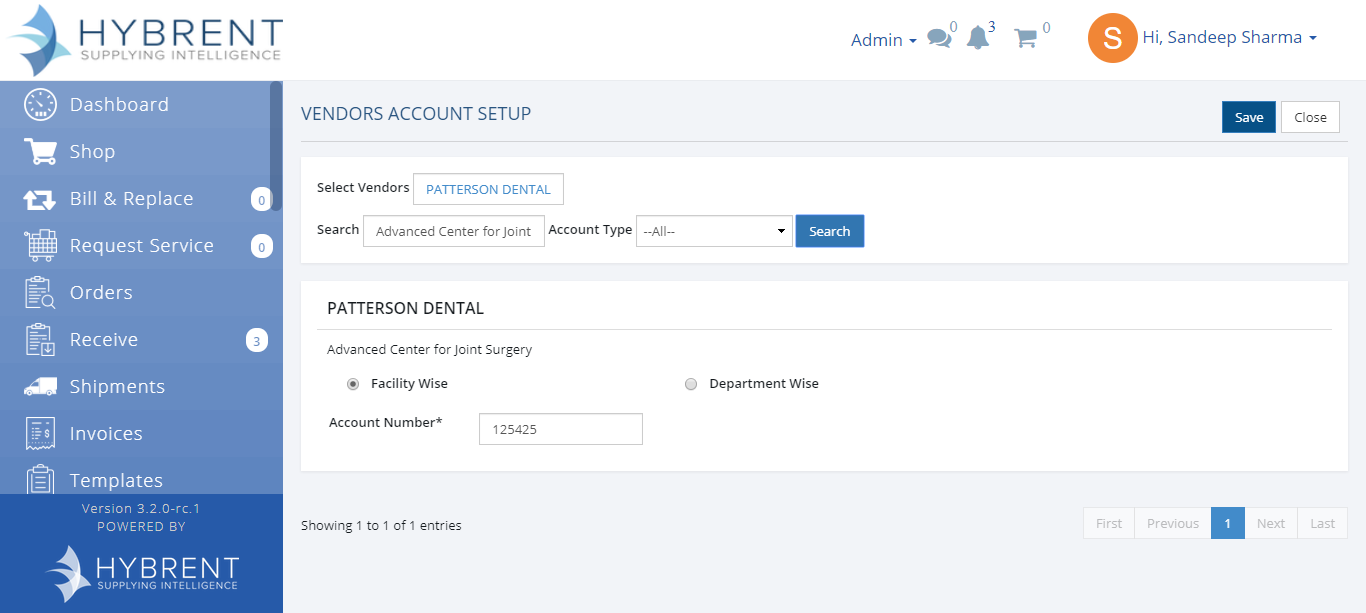 HYBRENT
SUPPLYING INTELLIGENCE
Admin 0 3 0 S Hi, Sandeep Sharma
Dashboard
Shop
Bill & Replace 0
Request Service 0
Orders
Receive 3
Shipments
Invoices
Templates
Version 3.2.0-rc.1
POWERED BY
HYBRENT
SUPPLYING INTELLIGENCE
VENDORS ACCOUNT SETUP Save Close
Select Vendors PATTERSON DENTAL
Search Advanced Center for Joint Account Type --All-- Search
PATTERSON DENTAL
Advanced Center for Joint Surgery
Facility Wise Department Wise
Account Number* 125425
Showing 1 to 1 of 1 entries First Previous 1 Next Last